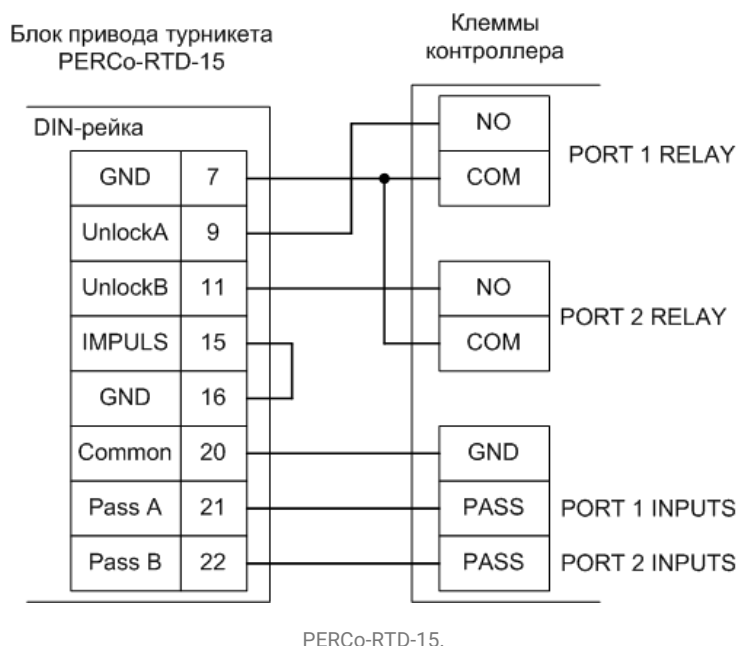 Блок привода турникета
PERCo-RTD-15
Клеммы
контроллера
DIN-рейка
GND 7
UnlockA 9
UnlockB 11
IMPULS 15
GND 16
Common 20
Pass A 21
Pass B 22
NO
COM
PORT 1 RELAY
NO
COM
PORT 2 RELAY
GND
PASS PORT 1 INPUTS
PASS PORT 2 INPUTS
PERCo-RTD-15.